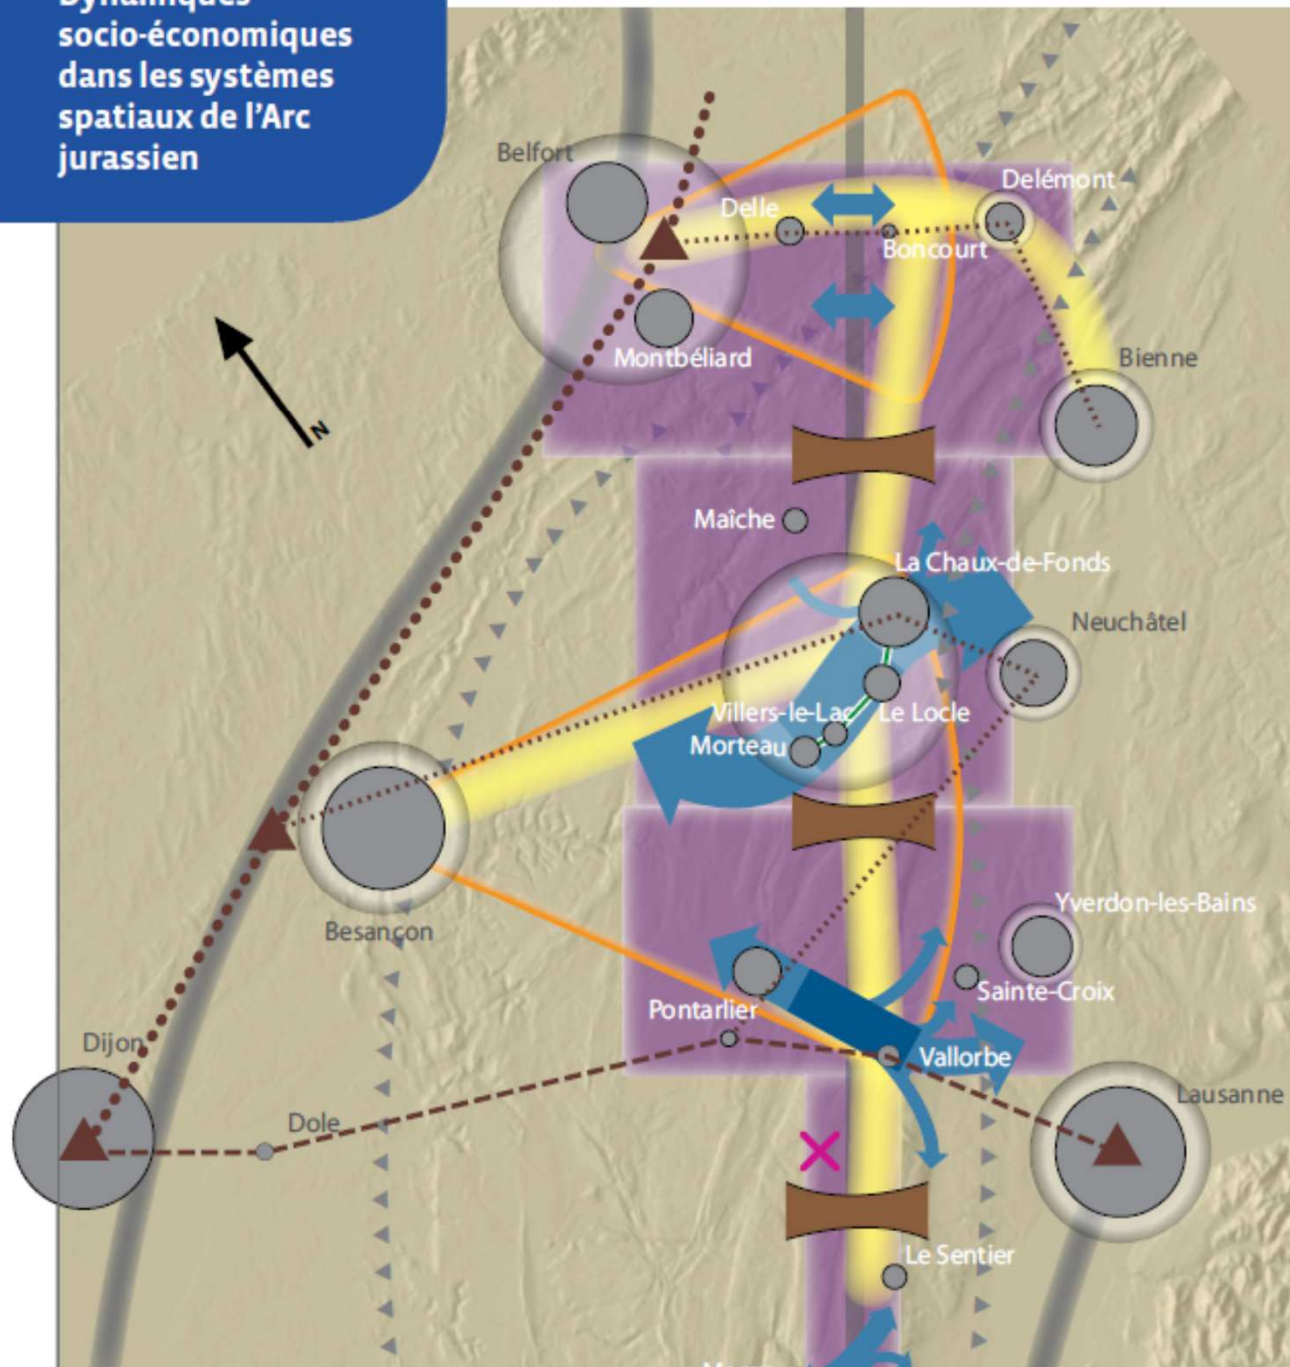 Dynamiques
socio-économiques
dans les systèmes
spatiaux de l'Arc
jurassien
Belfort
Delémont
Delle
Boncourt
Montbéliard
Bienne
N
Maîche
La Chaux-de-Fonds
Neuchâtel
Villers-le-Lac
Le Locle
Morteau
Yverdon-les-Bains
Besançon
Sainte-Croix
Pontarlier
Dijon
Vallorbe
Lausanne
Dole
Le Sentier